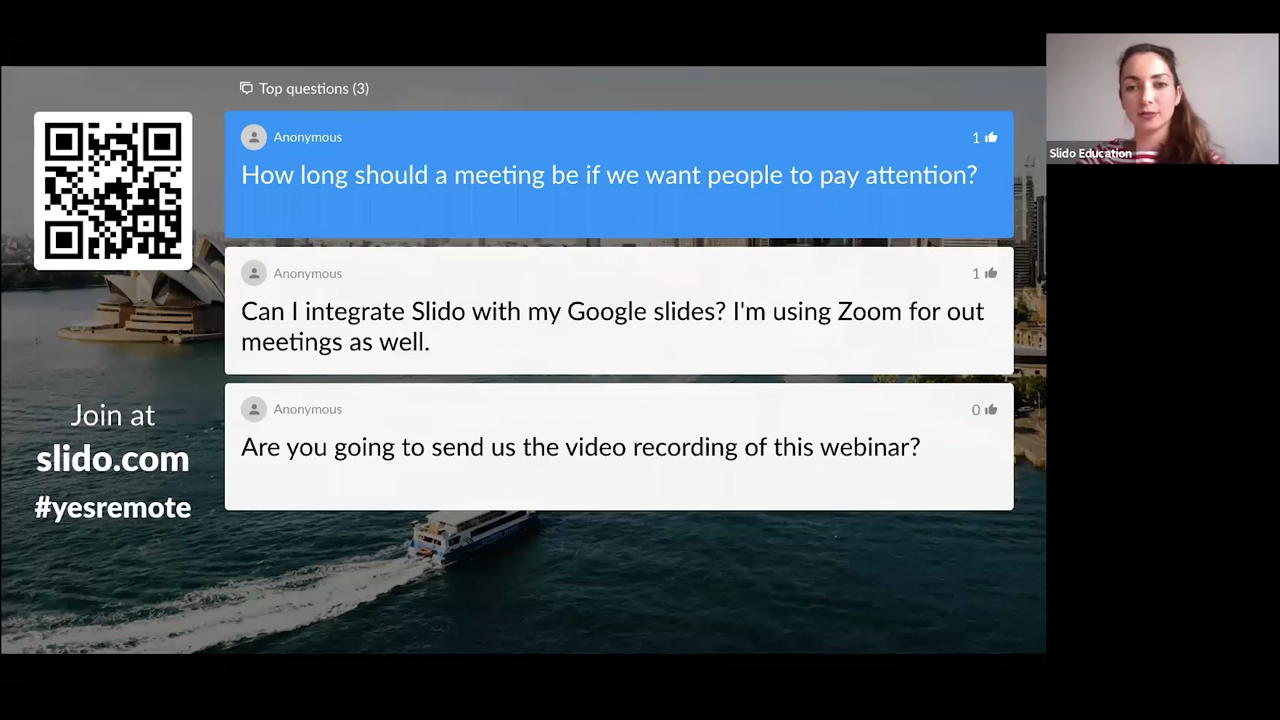 Top questions (3)
Anonymous
1
How long should a meeting be if we want people to pay attention?
Anonymous
1
Can I integrate Slido with my Google slides? I'm using Zoom for out
meetings as well.
Anonymous
0
Are you going to send us the video recording of this webinar?
Join at
slido.com
#yesremote
Slido Education